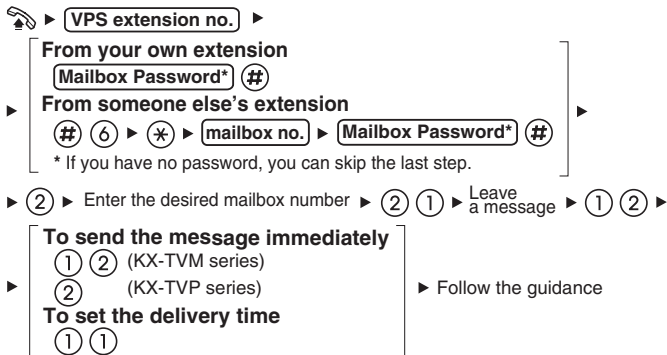 VPS extension no.
From your own extension
Mailbox Password* #
From someone else's extension
# 6 * mailbox no. Mailbox Password* #
* If you have no password, you can skip the last step.
2 Enter the desired mailbox number 2 1 Leave a message 1 2
To send the message immediately
1 2 (KX-TVM series)
2 (KX-TVP series)
Follow the guidance
To set the delivery time
1 1